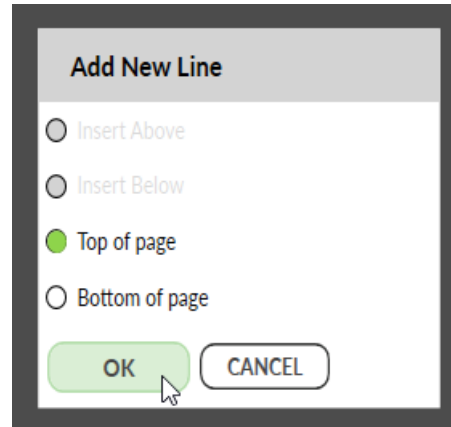 Add New Line
Insert Above
Insert Below
Top of page
Bottom of page
OK CANCEL